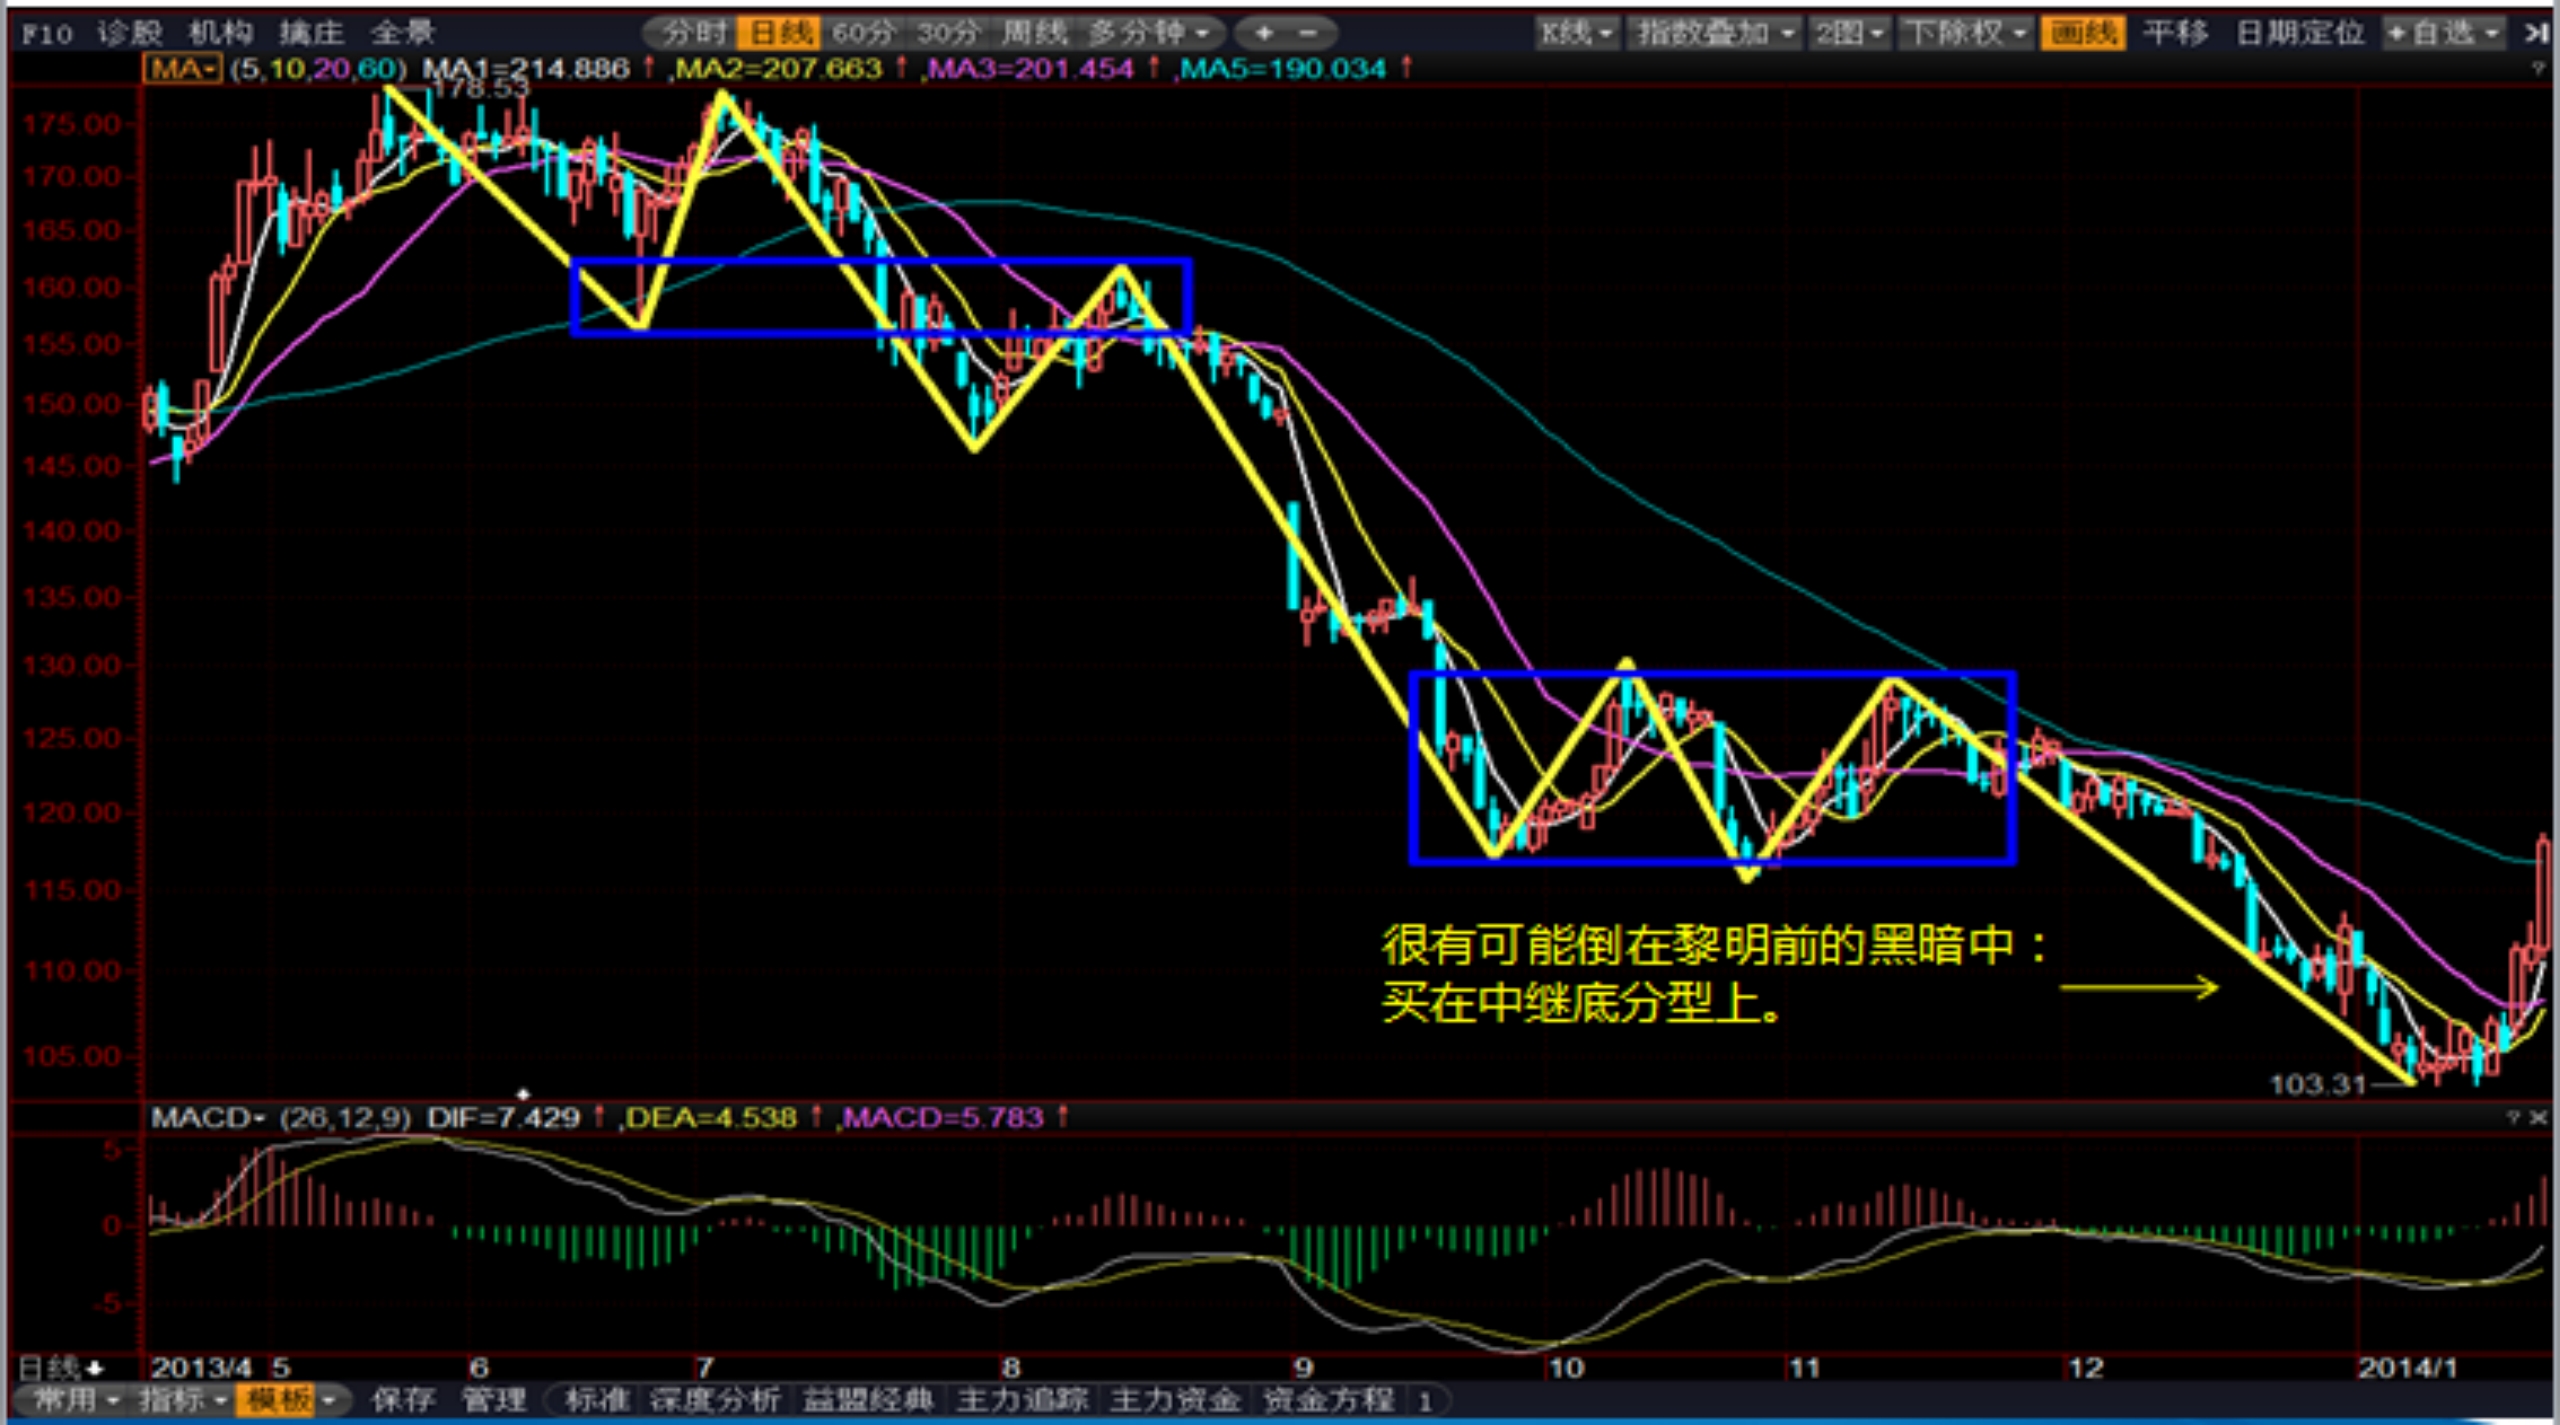 F10 诊股 机构 擒庄 全景 分时 日线 60分 30分 周线 多分钟 + - K线 指数叠加 2图 下除权 画线 平移 日期定位 +自选
MA (5,10,20,60) MA1=214.886↑,MA2=207.663↑,MA3=201.454↑,MA5=190.034↑ ?
178.53
175.00
170.00
165.00
160.00
155.00
150.00
145.00
140.00
135.00
130.00
125.00
120.00
115.00
110.00
105.00
很有可能倒在黎明前的黑暗中：
买在中继底分型上。
103.31
MACD (26,12,9) DIF=7.429↑,DEA=4.538↑,MACD=5.783↑ ? ×
5
0
-5
日线 2013/4 5 6 7 8 9 10 11 12 2014/1
常用 指标 模板 保存 管理 标准 深度分析 益盟经典 主力追踪 主力资金 资金方程 1